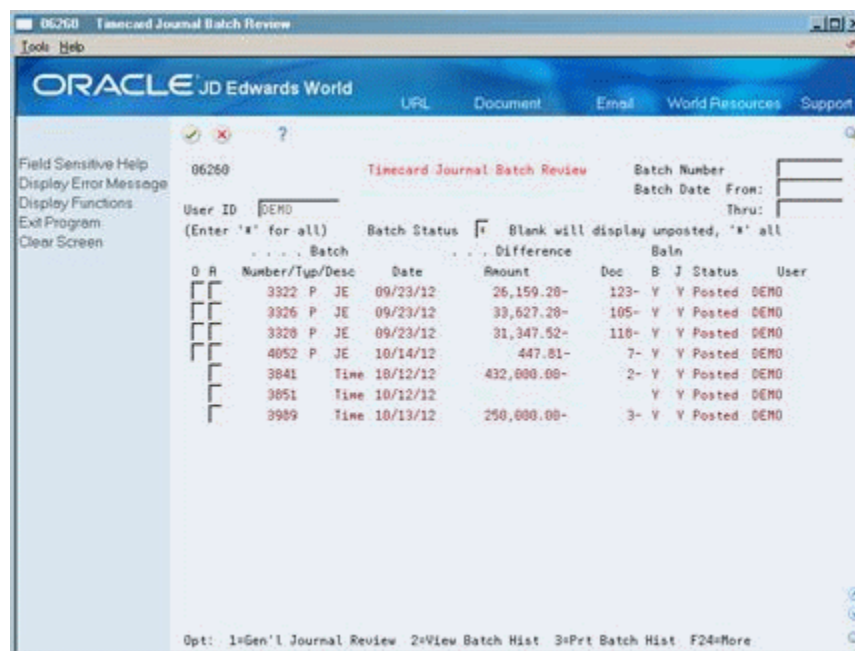 06260 Timecard Journal Batch Review
Tools Help
ORACLE JD Edwards World
URL Document Email World Resources Support
Field Sensitive Help
Display Error Message
Display Functions
Exit Program
Clear Screen
?
06260 Timecard Journal Batch Review Batch Number
Batch Date From:
User ID DEMO Thru:
(Enter '*' for all) Batch Status * Blank will display unposted, '*' all
. . . . Batch . . . Difference Baln
O A Number/Typ/Desc Date Amount Doc B J Status User
3322 P JE 09/23/12 26,159.28- 123- Y Y Posted DEMO
3326 P JE 09/23/12 33,627.28- 105- Y Y Posted DEMO
3328 P JE 09/23/12 31,347.52- 118- Y Y Posted DEMO
4052 P JE 10/14/12 447.81- 7- Y Y Posted DEMO
3841 Time 10/12/12 432,000.00- 2- Y Y Posted DEMO
3851 Time 10/12/12 Y Y Posted DEMO
3989 Time 10/13/12 250,000.00- 3- Y Y Posted DEMO
Opt: 1=Gen'l Journal Review 2=View Batch Hist 3=Prt Batch Hist F24=More